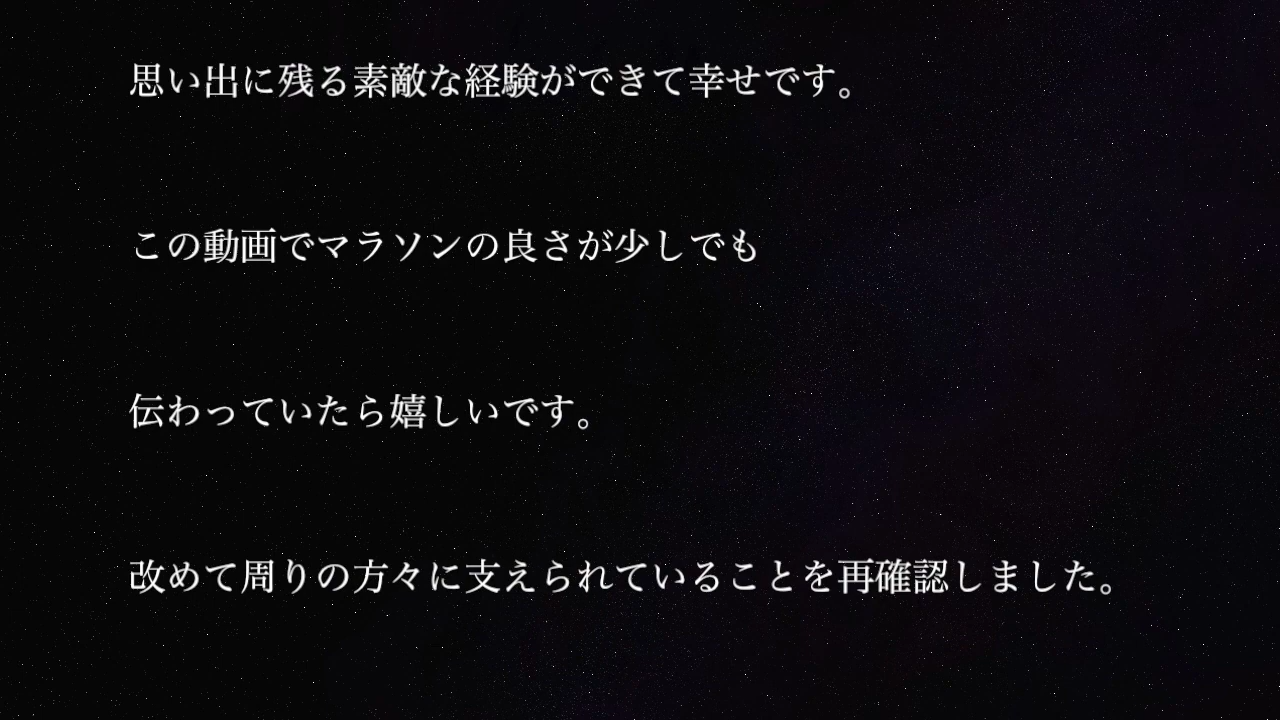 思い出に残る素敵な経験ができて幸せです。
この動画でマラソンの良さが少しでも
伝わっていたら嬉しいです。
改めて周りの方々に支えられていることを再確認しました。